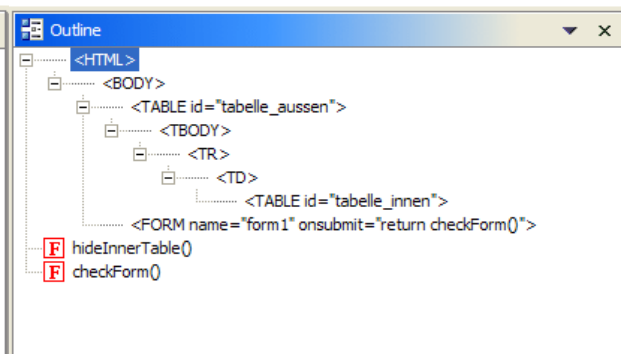 Outline
<HTML>
<BODY>
<TABLE id="tabelle_aussen">
<TBODY>
<TR>
<TD>
<TABLE id="tabelle_innen">
<FORM name="form1" onsubmit="return checkForm()">
F hideInnerTable()
F checkForm()